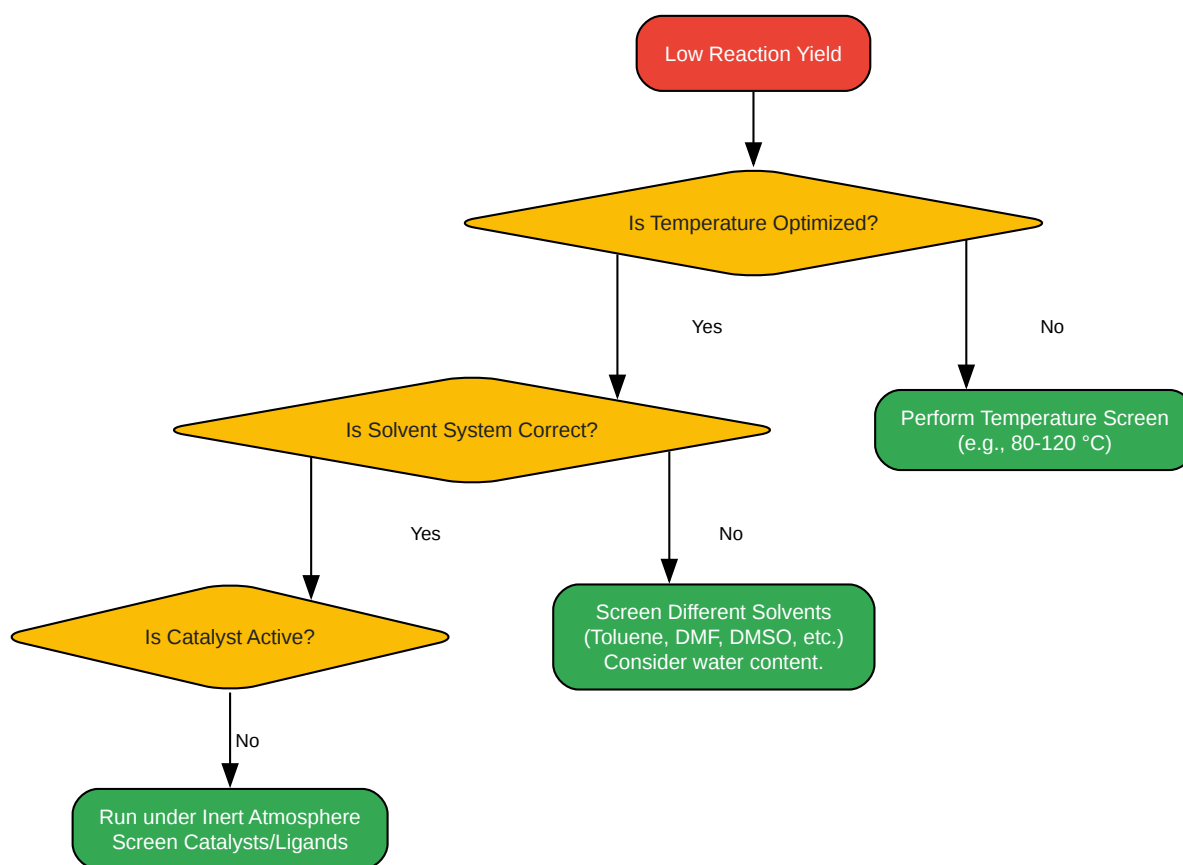 Low Reaction Yield
Is Temperature Optimized?
Yes
No
Is Solvent System Correct?
Perform Temperature Screen
(e.g., 80-120 °C)
Yes
No
Is Catalyst Active?
Screen Different Solvents
(Toluene, DMF, DMSO, etc.)
Consider water content.
No
Run under Inert Atmosphere
Screen Catalysts/Ligands